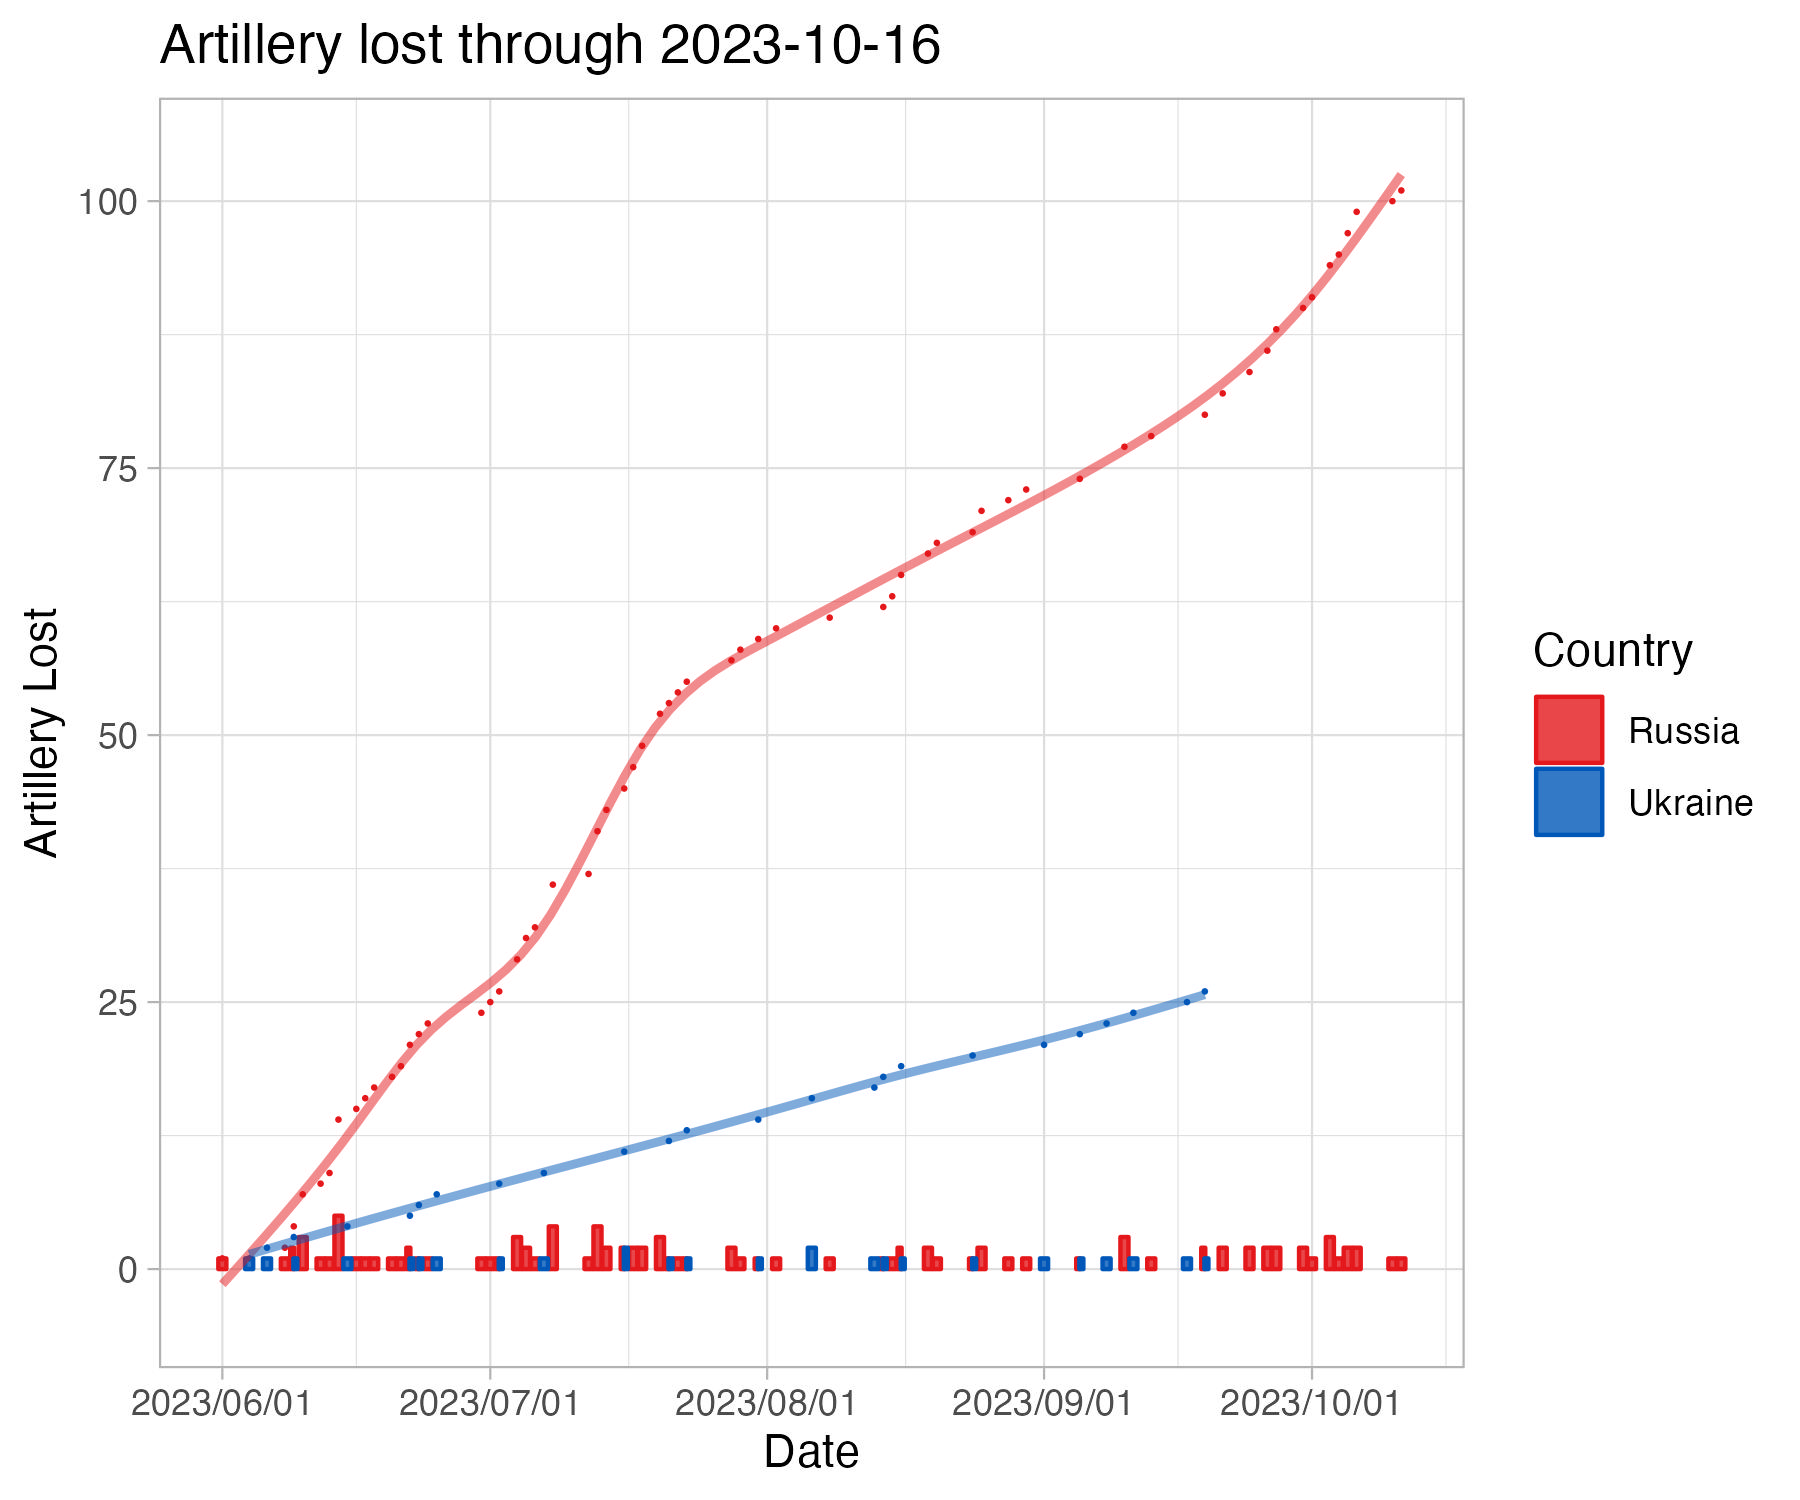 Artillery lost through 2023-10-16
Artillery Lost
100
75
50
25
0
2023/06/01 2023/07/01 2023/08/01 2023/09/01 2023/10/01
Date
Country
Russia
Ukraine